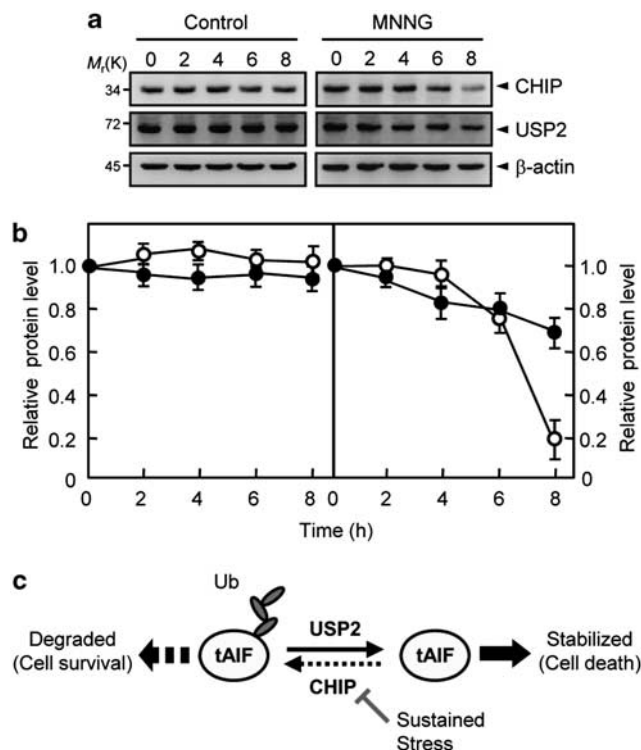 a
Control MNNG
Mr(K) 0 2 4 6 8 0 2 4 6 8
34 CHIP
72 USP2
45 β-actin
b
Relative protein level
1.0 1.0
0.8 0.8
0.6 0.6
0.4 0.4
0.2 0.2
0 0
Relative protein level
0 2 4 6 8 0 2 4 6 8
Time (h)
c
Ub
Degraded
(Cell survival)
tAIF
USP2
CHIP
tAIF
Stabilized
(Cell death)
Sustained
Stress